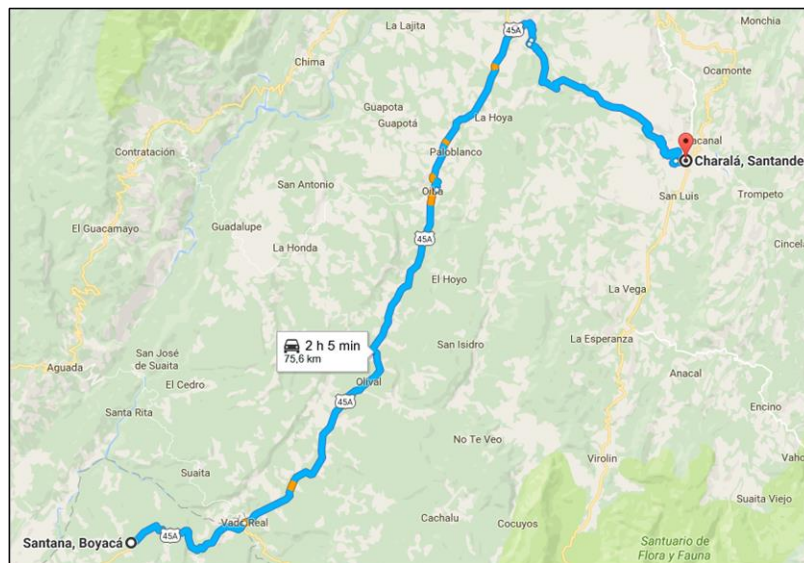 45A
La Lajita
Monchia
Chima
Ocamonte
Guapota
Guapotá
La Hoya
Contratación
Paloblanco
Charalá, Santande
San Antonio
San Luis
Trompeto
El Guacamayo
Guadalupe
45A
La Honda
Cincela
El Hoyo
La Vega
2 h 5 min
75,6 km
La Esperanza
San Isidro
San José
de Suaita
Aguada
Anacal
El Cedro
Olival
45A
Santa Rita
Encino
No Te Veo
Virolin
Suaita
Vaho
Suaita Viejo
Vado Real
Cachalu
Cocuyos
45A
Santana, Boyacá
Santuario de
Flora y Fauna